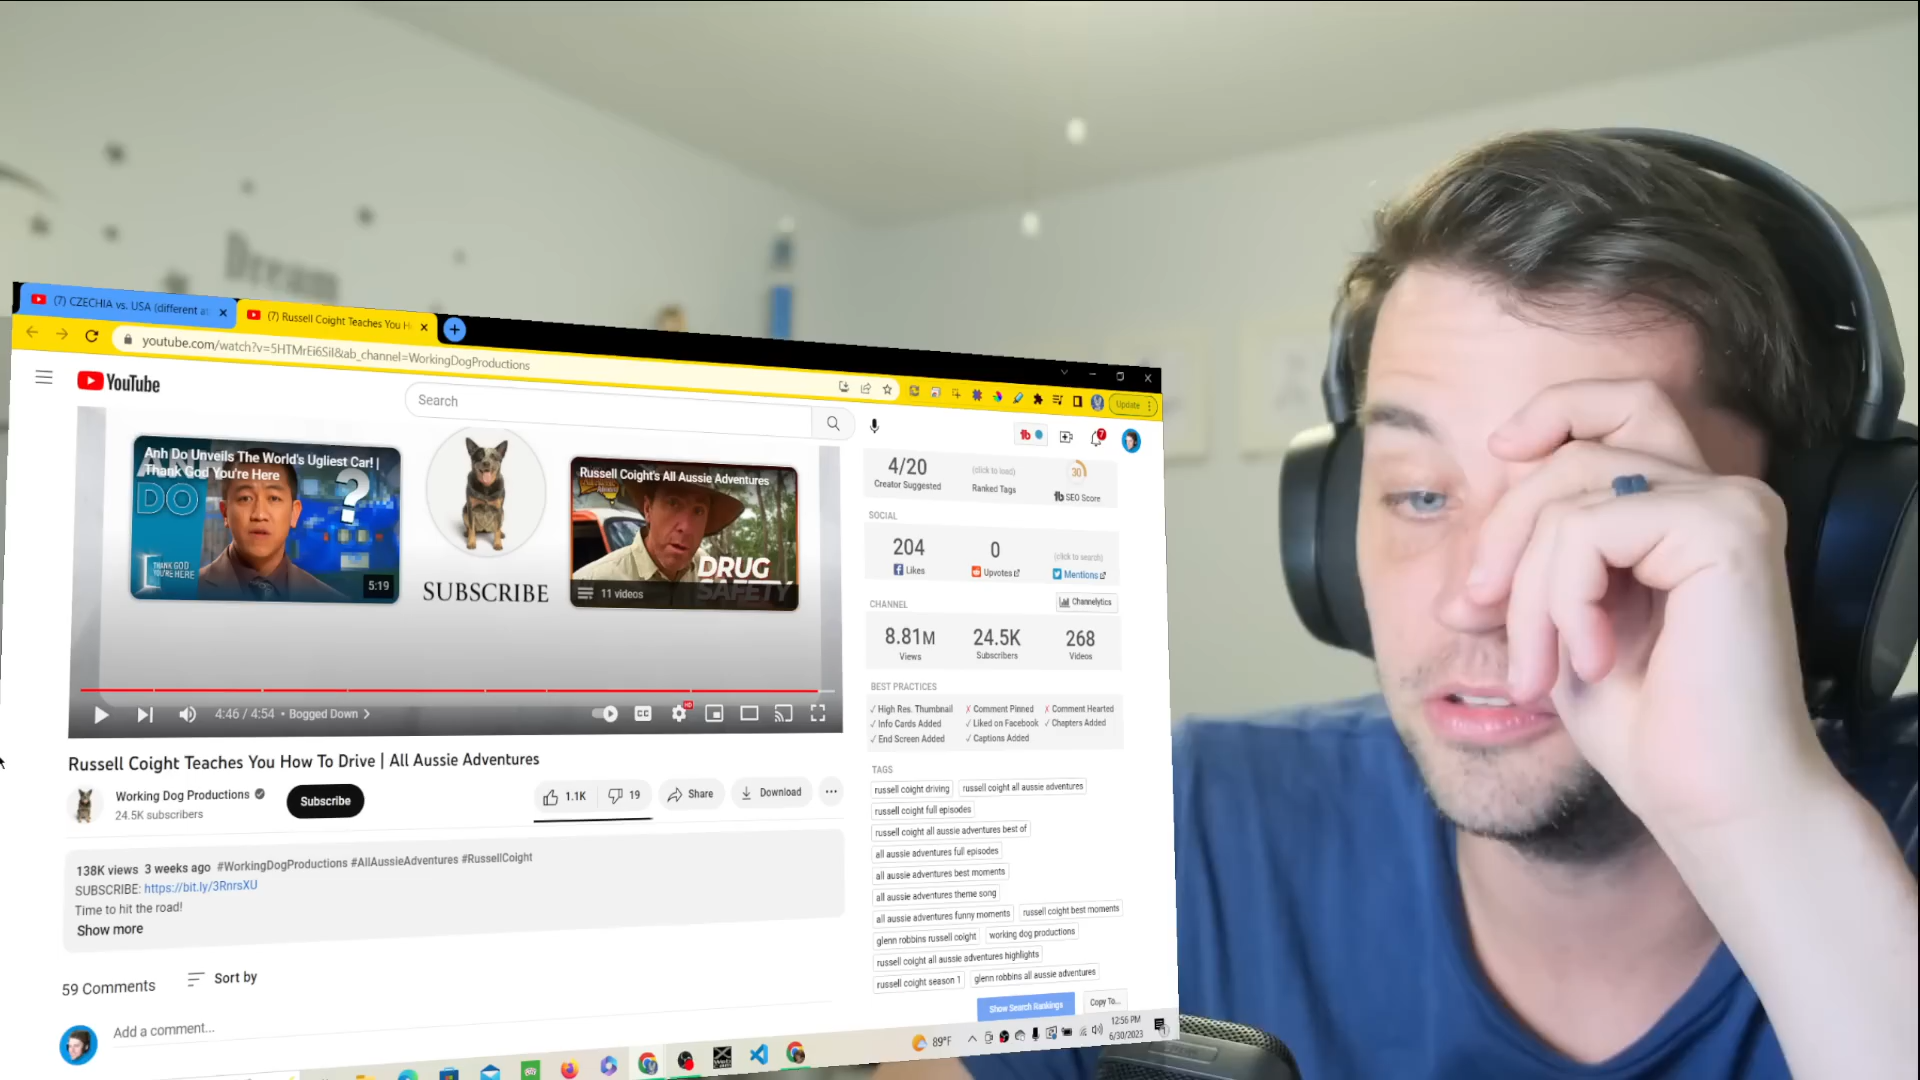 Dream
(7) CZECHIA vs. USA (different a
(7) Russell Coight Teaches You H
youtube.com/watch?v=5HTMrEi6SiI&ab_channel=WorkingDogProductions
Update
YouTube
Search
7
Anh Do Unveils The World's Ugliest Car! |
Thank God You're Here
DO
?
THANK GOD
YOU'RE HERE
5:19
SUBSCRIBE
Russell Coight's All Aussie Adventures
DRUG
SAFETY
11 videos
4:46 / 4:54 • Bogged Down >
CC
HD
Russell Coight Teaches You How To Drive | All Aussie Adventures
Working Dog Productions
24.5K subscribers
Subscribe
1.1K
19
Share
Download
138K views 3 weeks ago #WorkingDogProductions #AllAussieAdventures #RussellCoight
SUBSCRIBE: https://bit.ly/3RnrsXU
Time to hit the road!
Show more
59 Comments
Sort by
Add a comment...
4/20
Creator Suggested
(click to load)
Ranked Tags
30
tb SEO Score
SOCIAL
204
Likes
0
Upvotes
(click to search)
Mentions
CHANNEL
Channelytics
8.81M
Views
24.5K
Subscribers
268
Videos
BEST PRACTICES
✓ High Res. Thumbnail
✗ Comment Pinned
✗ Comment Hearted
✓ Info Cards Added
✓ Liked on Facebook
✓ Chapters Added
✓ End Screen Added
✓ Captions Added
TAGS
russell coight driving
russell coight all aussie adventures
russell coight full episodes
russell coight all aussie adventures best of
all aussie adventures full episodes
all aussie adventures best moments
all aussie adventures theme song
all aussie adventures funny moments
russell coight best moments
glenn robbins russell coight
working dog productions
russell coight all aussie adventures highlights
russell coight season 1
glenn robbins all aussie adventures
Show Search Rankings
Copy To...
89°F
12:56 PM
6/30/2023